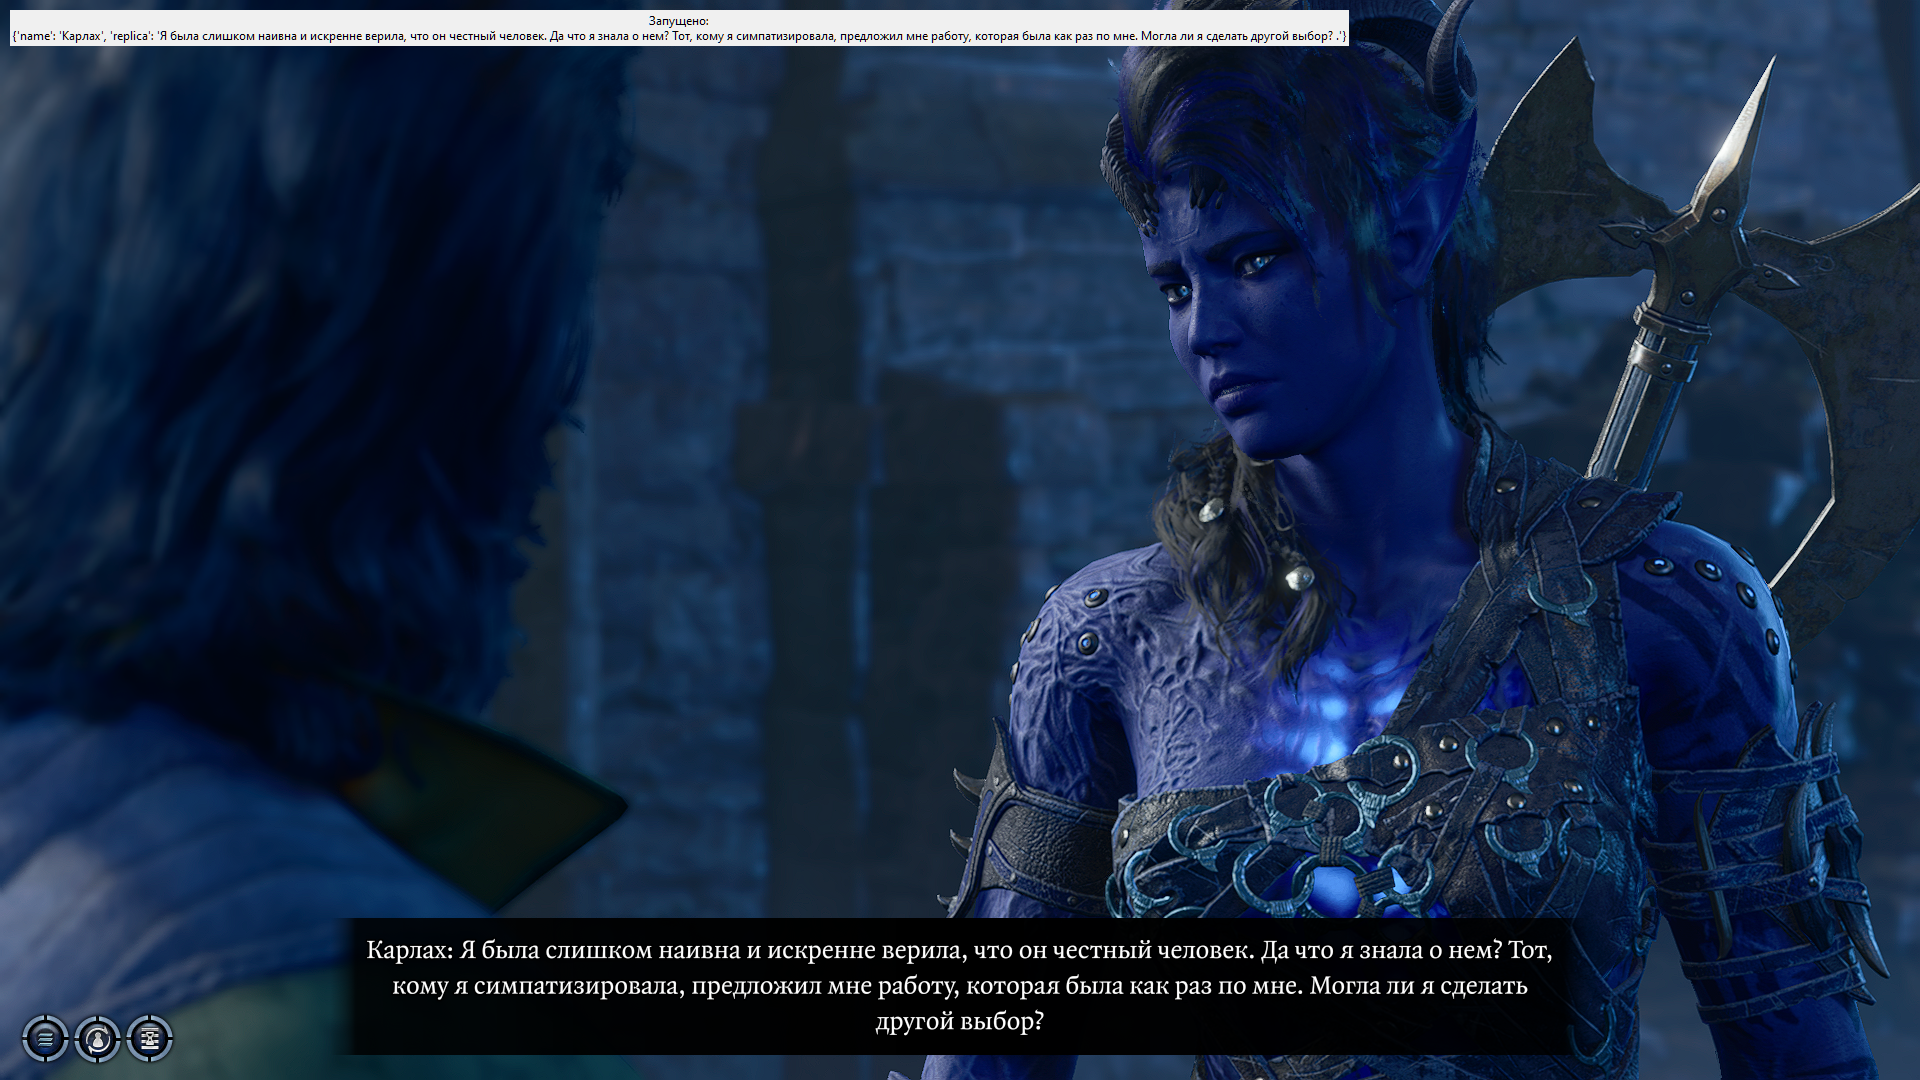 Запущено:
{'name': 'Карлах', 'replica': 'Я была слишком наивна и искренне верила, что он честный человек. Да что я знала о нем? Тот, кому я симпатизировала, предложил мне работу, которая была как раз по мне. Могла ли я сделать другой выбор? .'}
Карлах: Я была слишком наивна и искренне верила, что он честный человек. Да что я знала о нем? Тот,
кому я симпатизировала, предложил мне работу, которая была как раз по мне. Могла ли я сделать
другой выбор?